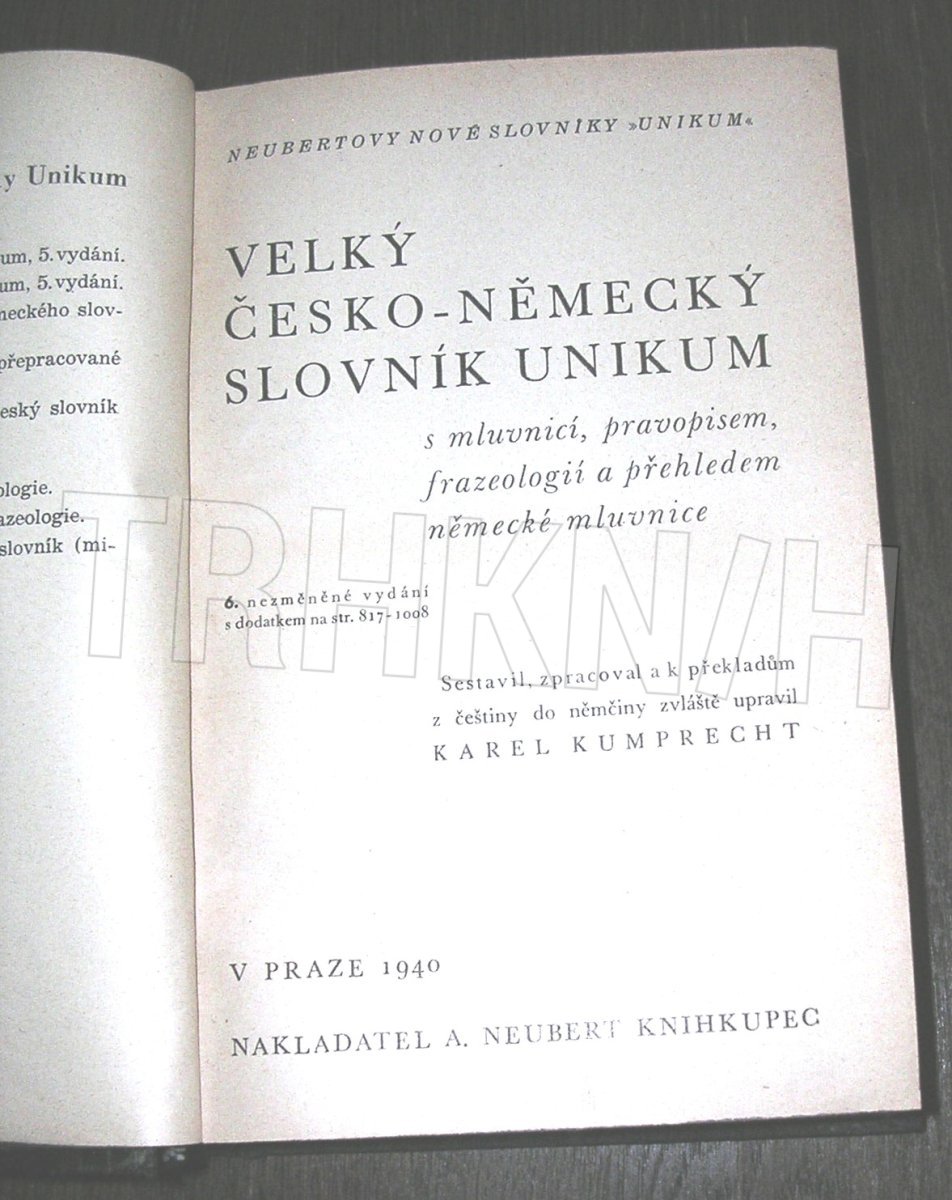 y Unikum
um, 5. vydání.
um, 5. vydání.
neckého slov-
přepracované
eský slovník
ologie.
azeologie.
slovník (mi-
NEUBERTOVY NOVÉ SLOVNÍKY »UNIKUM«
VELKÝ
ČESKO-NĚMECKÝ
SLOVNÍK UNIKUM
s mluvnicí, pravopisem,
frazeologií a přehledem
německé mluvnice
6. nezměněné vydání
s dodatkem na str. 817-1008
Sestavil, zpracoval a k překladům
z češtiny do němčiny zvláště upravil
KAREL KUMPRECHT
V PRAZE 1940
NAKLADATEL A. NEUBERT KNIHKUPEC
TRHKNIH